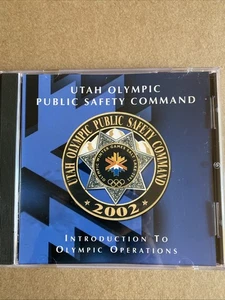 UTAH OLYMPIC
PUBLIC SAFETY COMMAND
UTAH OLYMPIC PUBLIC SAFETY COMMAND
2002
INTRODUCTION TO
OLYMPIC OPERATIONS